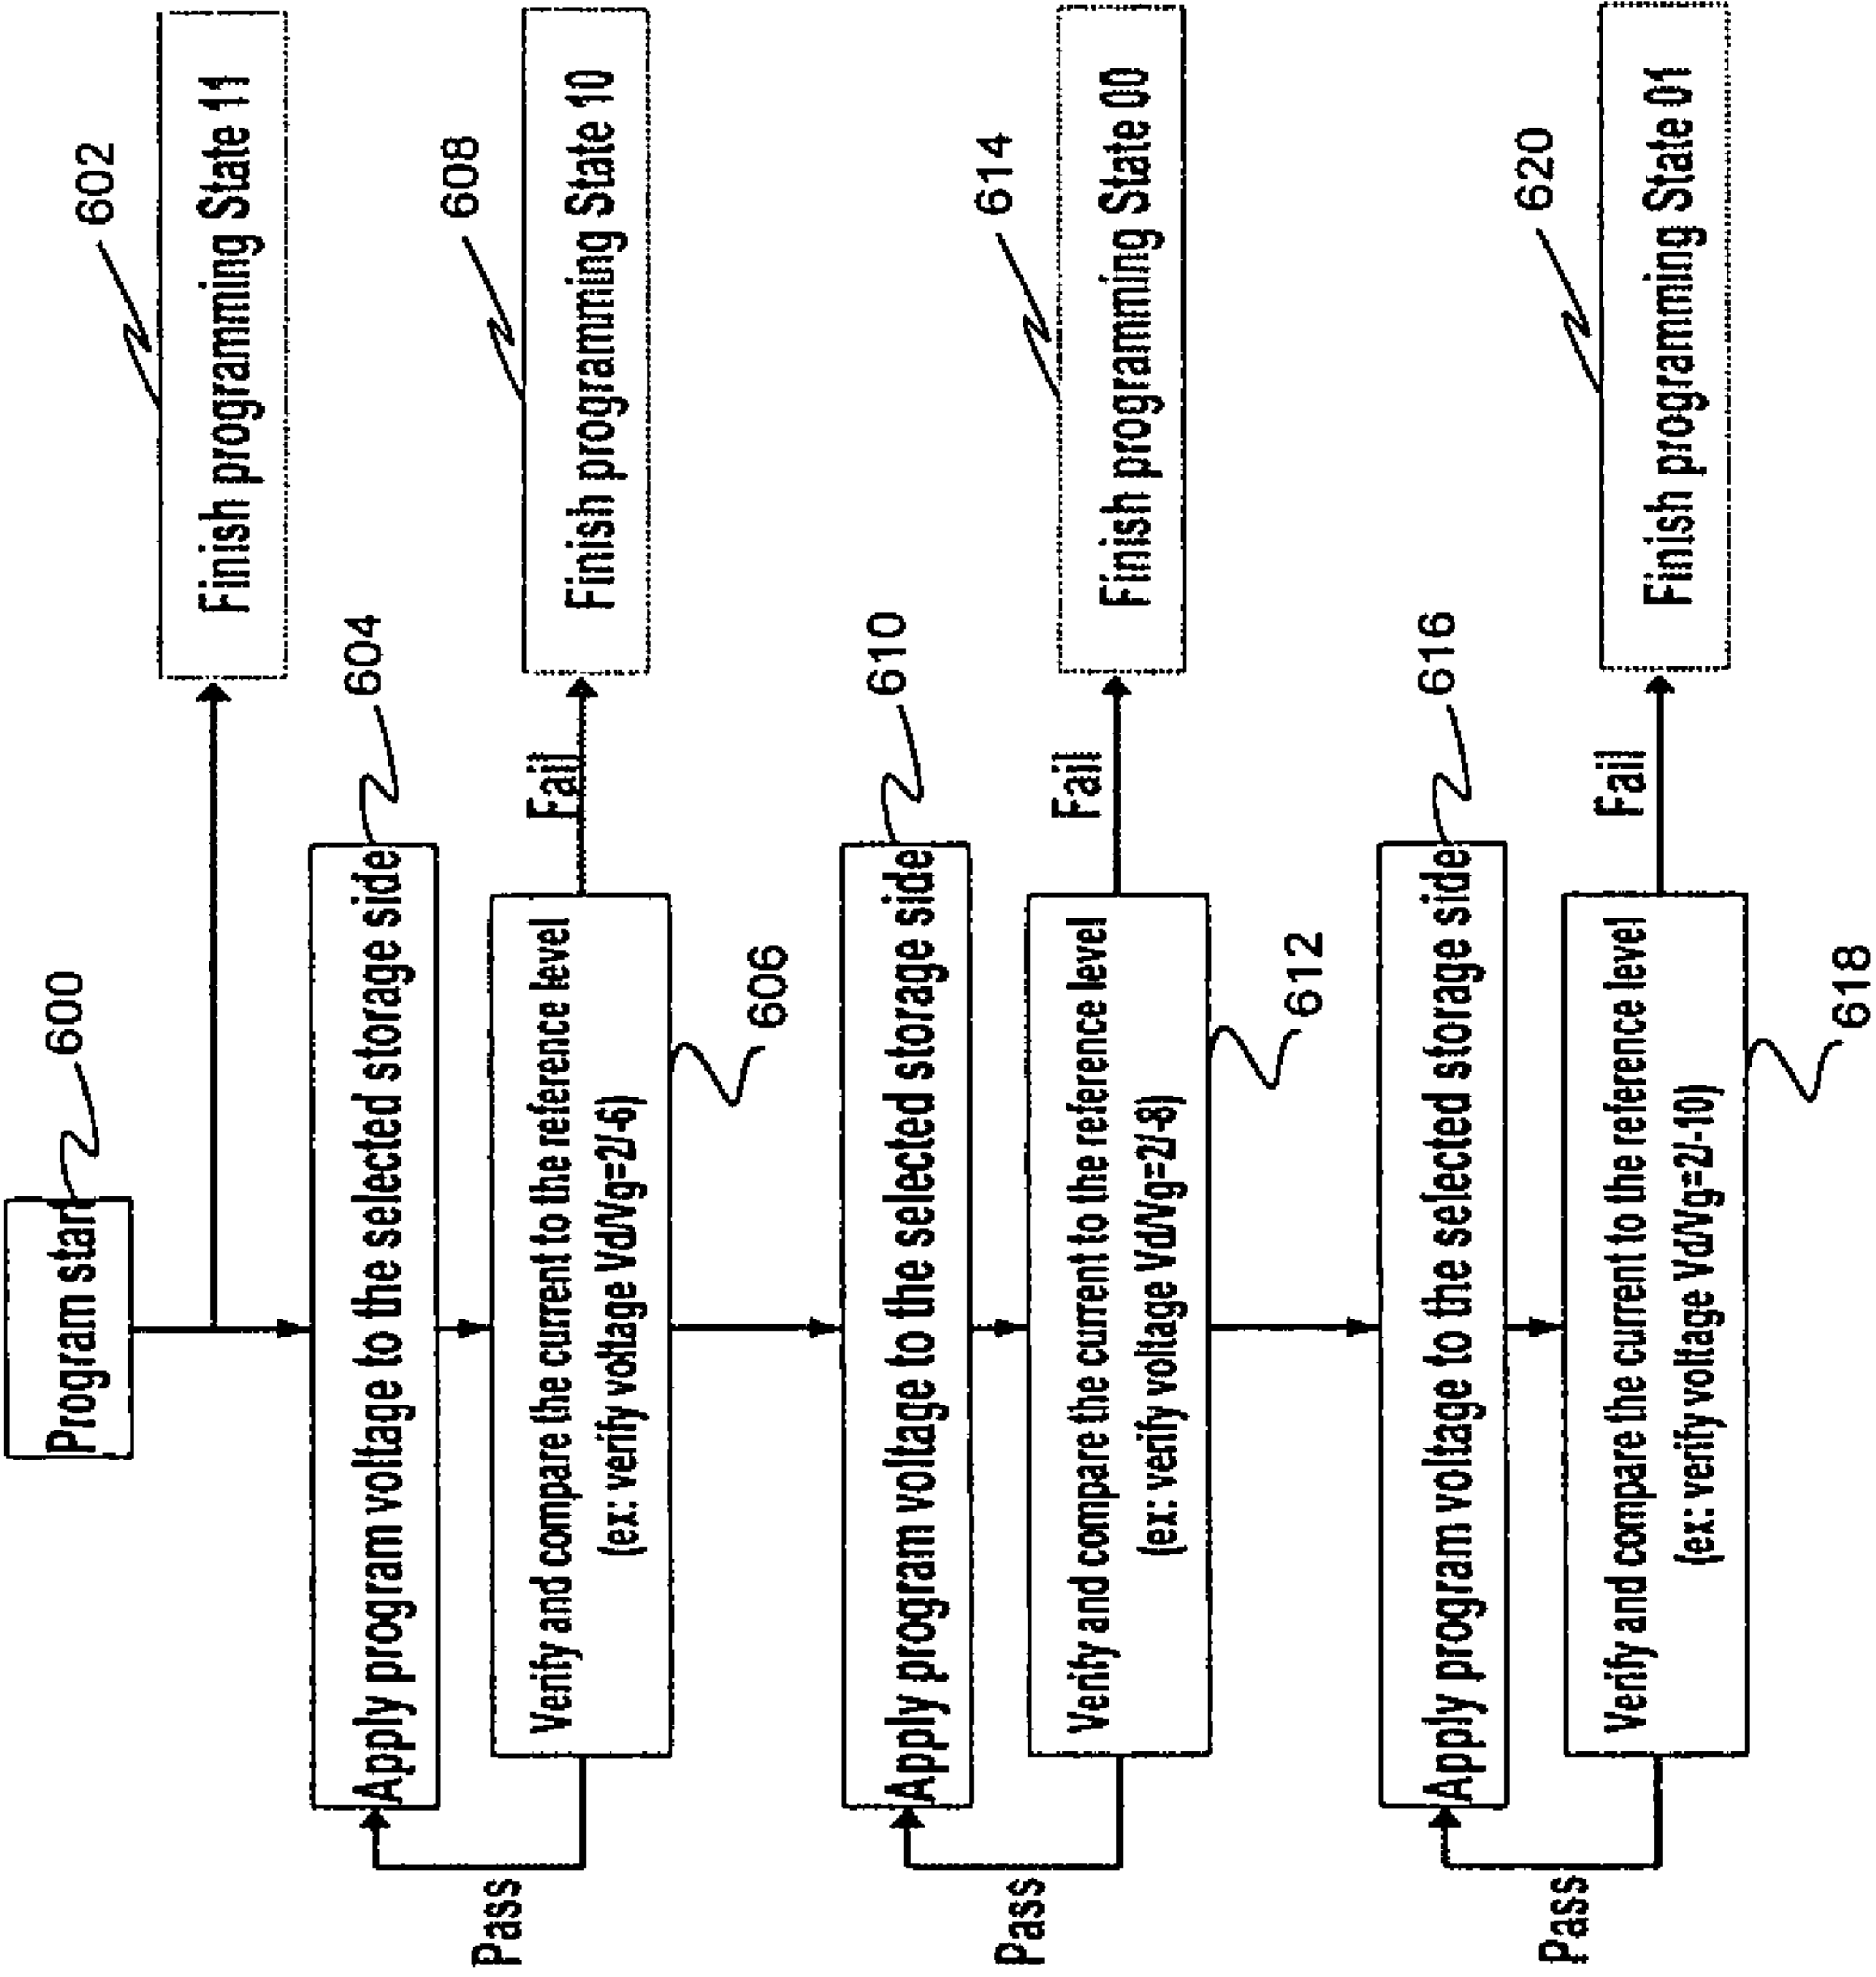 Program start
600
Finish programming State 11
602
Apply program voltage to the selected storage side
604
Verify and compare the current to the reference level
(ex: verify voltage Vd/Vg=2/-6)
606
Pass
Fail
Finish programming State 10
608
Apply program voltage to the selected storage side
610
Verify and compare the current to the reference level
(ex: verify voltage Vd/Vg=2/-8)
612
Pass
Fail
Finish programming State 00
614
Apply program voltage to the selected storage side
616
Verify and compare the current to the reference level
(ex: verify voltage Vd/Vg=2/-10)
618
Pass
Fail
Finish programming State 01
620